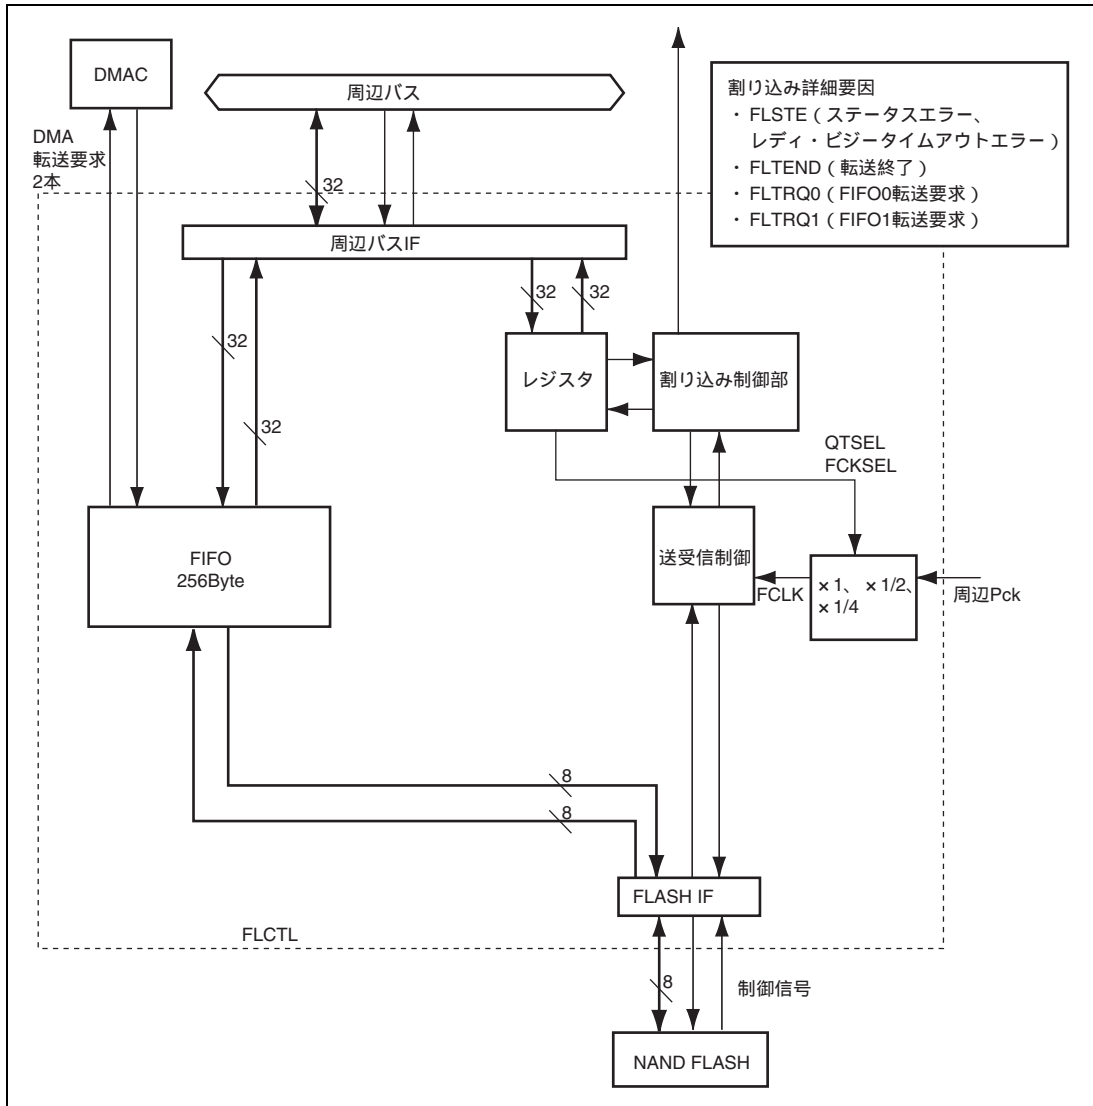 DMAC
周辺バス
割り込み詳細要因
・ FLSTE ( ステータスエラー、
レディ・ビジータイムアウトエラー )
・ FLTEND ( 転送終了 )
・ FLTRQ0 ( FIFO0転送要求 )
・ FLTRQ1 ( FIFO1転送要求 )
DMA
転送要求
2本
32
周辺バスIF
32
32
32
32
レジスタ
割り込み制御部
QTSEL
FCKSEL
FIFO
256Byte
送受信制御
FCLK
×1、 ×1/2、
×1/4
周辺Pck
8
8
FLASH IF
FLCTL
8
制御信号
NAND FLASH